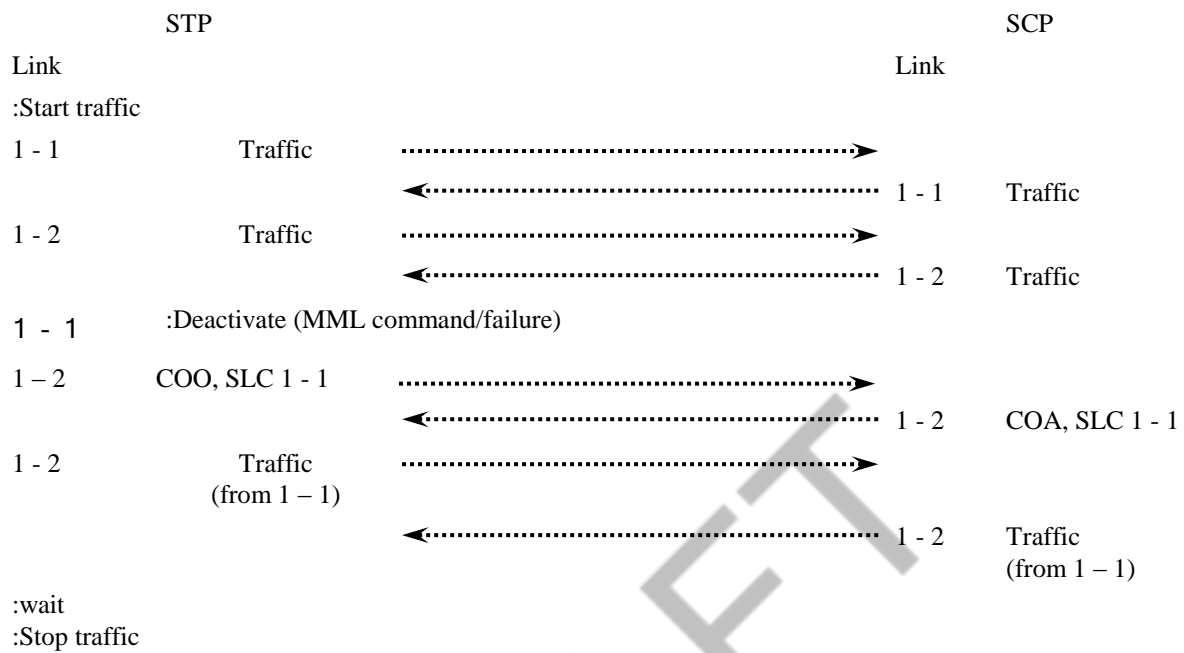 STP SCP
Link Link
:Start traffic
1 - 1 Traffic
1 - 1 Traffic
1 - 2 Traffic
1 - 2 Traffic
1 - 1 :Deactivate (MML command/failure)
1 – 2 COO, SLC 1 - 1
1 - 2 COA, SLC 1 - 1
1 - 2 Traffic
(from 1 – 1)
1 - 2 Traffic
(from 1 – 1)
:wait
:Stop traffic
FT